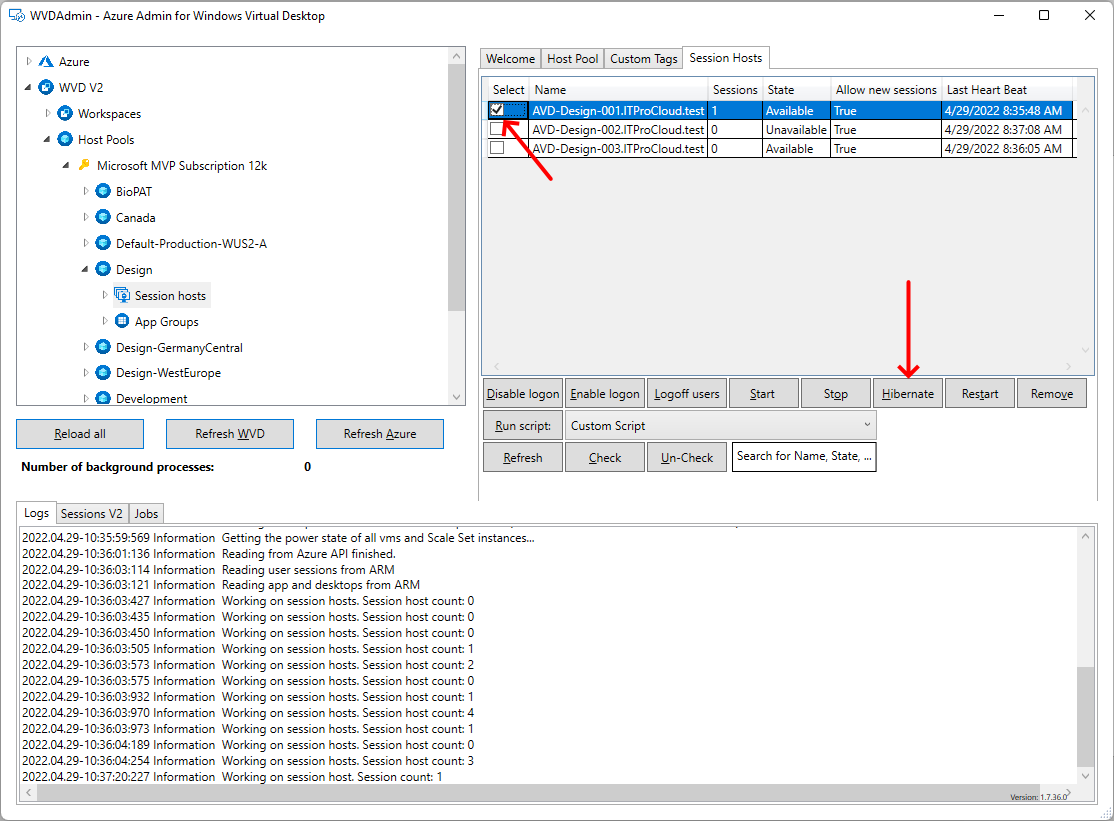 WVDAdmin - Azure Admin for Windows Virtual Desktop
Azure
WVD V2
Workspaces
Host Pools
Microsoft MVP Subscription 12k
BioPAT
Canada
Default-Production-WUS2-A
Design
Session hosts
App Groups
Design-GermanyCentral
Design-WestEurope
Development
Reload all Refresh WVD Refresh Azure
Number of background processes: 0
Welcome Host Pool Custom Tags Session Hosts
Select Name Sessions State Allow new sessions Last Heart Beat
AVD-Design-001.ITProCloud.test 1 Available True 4/29/2022 8:35:48 AM
AVD-Design-002.ITProCloud.test 0 Unavailable True 4/29/2022 8:37:08 AM
AVD-Design-003.ITProCloud.test 0 Available True 4/29/2022 8:36:05 AM
Disable logon Enable logon Logoff users Start Stop Hibernate Restart Remove
Run script: Custom Script
Refresh Check Un-Check Search for Name, State, ...
Logs Sessions V2 Jobs
2022.04.29-10:35:59:569 Information Getting the power state of all vms and Scale Set instances...
2022.04.29-10:36:01:136 Information Reading from Azure API finished.
2022.04.29-10:36:03:114 Information Reading user sessions from ARM
2022.04.29-10:36:03:121 Information Reading app and desktops from ARM
2022.04.29-10:36:03:427 Information Working on session hosts. Session host count: 0
2022.04.29-10:36:03:435 Information Working on session hosts. Session host count: 0
2022.04.29-10:36:03:450 Information Working on session hosts. Session host count: 0
2022.04.29-10:36:03:505 Information Working on session hosts. Session host count: 1
2022.04.29-10:36:03:573 Information Working on session hosts. Session host count: 2
2022.04.29-10:36:03:575 Information Working on session hosts. Session host count: 0
2022.04.29-10:36:03:932 Information Working on session hosts. Session host count: 1
2022.04.29-10:36:03:970 Information Working on session hosts. Session host count: 4
2022.04.29-10:36:03:973 Information Working on session hosts. Session host count: 1
2022.04.29-10:36:04:189 Information Working on session hosts. Session host count: 0
2022.04.29-10:36:04:254 Information Working on session hosts. Session host count: 3
2022.04.29-10:37:20:227 Information Working on session host. Session count: 1
Version: 1.7.36.0